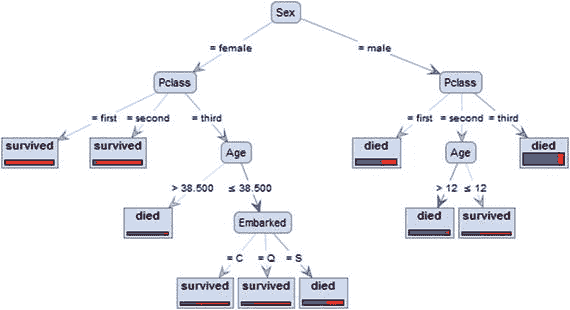 Sex
= female = male
Pclass Pclass
= first = second = third = first = second = third
survived survived Age died Age died
> 38.500 ≤ 38.500 > 12 ≤ 12
died Embarked died survived
= C = Q = S
survived survived died